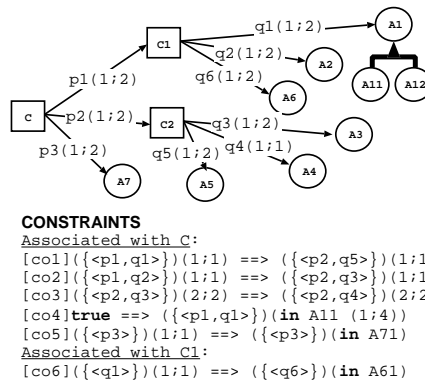 q1(1;2)
A1
C1
q2(1;2)
A2
A11
A12
p1(1;2)
q6(1;2)
A6
C
p2(1;2)
C2
q3(1;2)
A3
p3(1;2)
q5(1;2)
q4(1;1)
A4
A7
A5
CONSTRAINTS
Associated with C:
[co1]({<p1,q1>})(1;1) ==> ({<p2,q5>})(1;1
[co2]({<p1,q2>})(1;1) ==> ({<p2,q3>})(1;1
[co3]({<p2,q3>})(2;2) ==> ({<p2,q4>})(2;2
[co4]true ==> ({<p1,q1>})(in A11 (1;4))
[co5]({<p3>})(1;1) ==> ({<p3>})(in A71)
Associated with C1:
[co6]({<q1>})(1;1) ==> ({<q6>})(in A61)